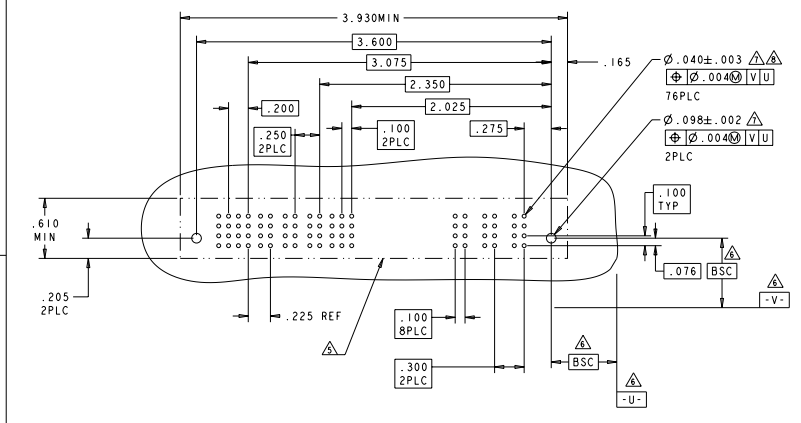 3.930MIN
3.600
3.075
.165
2.350
2.025
.200
.250
2PLC
.100
2PLC
.275
Ø.040±.003 7 8
⌖ Ø.004Ⓜ V U
76PLC
Ø.098±.002 7
⌖ Ø.004Ⓜ V U
2PLC
.610
MIN
.100
TYP
.205
2PLC
.076
6
BSC
6
-V-
.225 REF
.100
8PLC
5
.300
2PLC
6
BSC
6
-U-